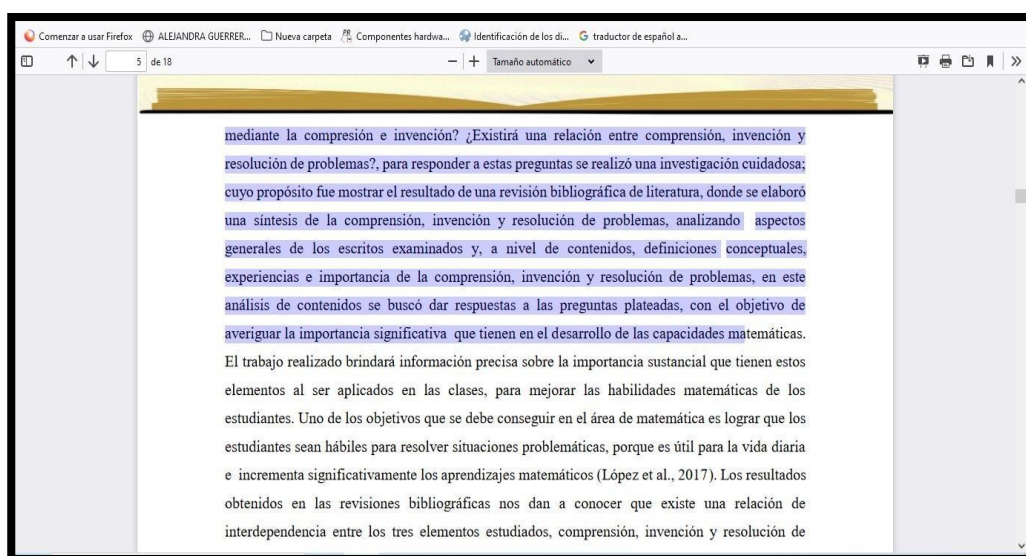 Comenzar a usar Firefox ALEJANDRA GUERRER... Nueva carpeta Componentes hardwa... Identificación de los di... traductor de español a...
5 de 18 Tamaño automático
mediante la compresión e invención? ¿Existirá una relación entre comprensión, invención y
resolución de problemas?, para responder a estas preguntas se realizó una investigación cuidadosa;
cuyo propósito fue mostrar el resultado de una revisión bibliográfica de literatura, donde se elaboró
una síntesis de la comprensión, invención y resolución de problemas, analizando aspectos
generales de los escritos examinados y, a nivel de contenidos, definiciones conceptuales,
experiencias e importancia de la comprensión, invención y resolución de problemas, en este
análisis de contenidos se buscó dar respuestas a las preguntas plateadas, con el objetivo de
averiguar la importancia significativa que tienen en el desarrollo de las capacidades matemáticas.
El trabajo realizado brindará información precisa sobre la importancia sustancial que tienen estos
elementos al ser aplicados en las clases, para mejorar las habilidades matemáticas de los
estudiantes. Uno de los objetivos que se debe conseguir en el área de matemática es lograr que los
estudiantes sean hábiles para resolver situaciones problemáticas, porque es útil para la vida diaria
e incrementa significativamente los aprendizajes matemáticos (López et al., 2017). Los resultados
obtenidos en las revisiones bibliográficas nos dan a conocer que existe una relación de
interdependencia entre los tres elementos estudiados, comprensión, invención y resolución de